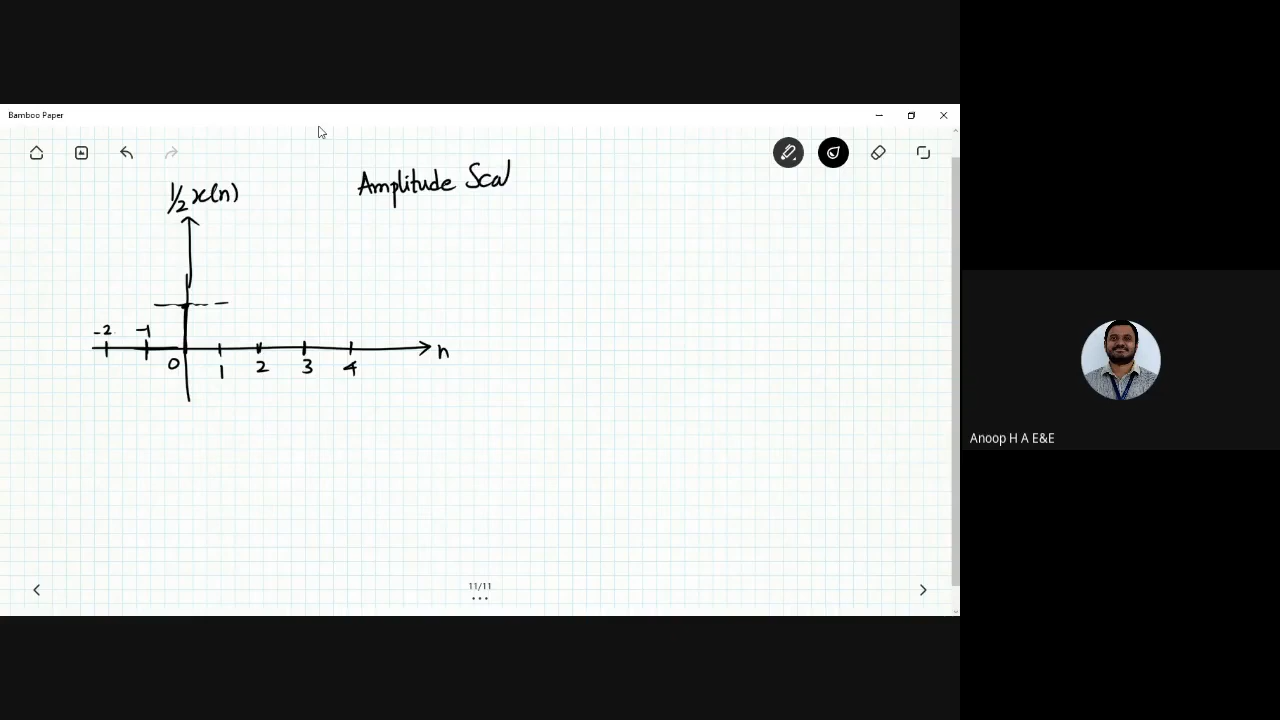 Bamboo Paper
Amplitude Scal
1/2 x(n)
-2 -1
0 1 2 3 4 n
11/11
Anoop H A E&E